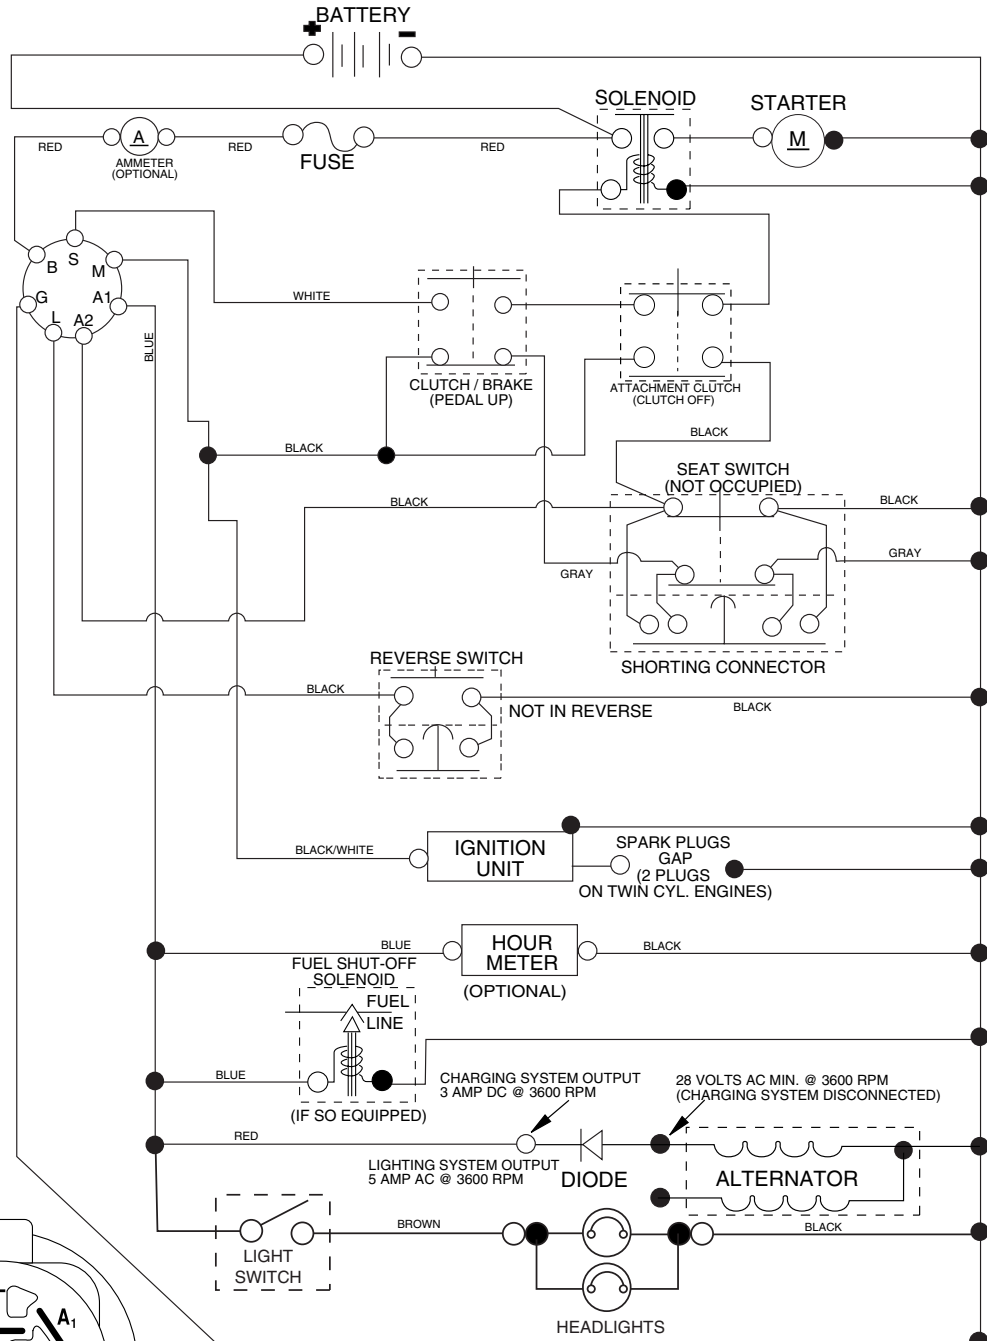 BATTERY
SOLENOID
STARTER
RED
A
AMMETER
(OPTIONAL)
RED
FUSE
RED
M
B
S
M
G
A1
L
A2
BLUE
WHITE
CLUTCH / BRAKE
(PEDAL UP)
ATTACHMENT CLUTCH
(CLUTCH OFF)
BLACK
BLACK
SEAT SWITCH
(NOT OCCUPIED)
BLACK
BLACK
GRAY
GRAY
SHORTING CONNECTOR
REVERSE SWITCH
BLACK
NOT IN REVERSE
BLACK
BLACK/WHITE
IGNITION
UNIT
SPARK PLUGS
GAP
(2 PLUGS
ON TWIN CYL. ENGINES)
BLUE
HOUR
METER
BLACK
(OPTIONAL)
FUEL SHUT-OFF
SOLENOID
FUEL
LINE
BLUE
(IF SO EQUIPPED)
CHARGING SYSTEM OUTPUT
3 AMP DC @ 3600 RPM
28 VOLTS AC MIN. @ 3600 RPM
(CHARGING SYSTEM DISCONNECTED)
RED
LIGHTING SYSTEM OUTPUT
5 AMP AC @ 3600 RPM
DIODE
ALTERNATOR
BROWN
BLACK
LIGHT
SWITCH
HEADLIGHTS
A1